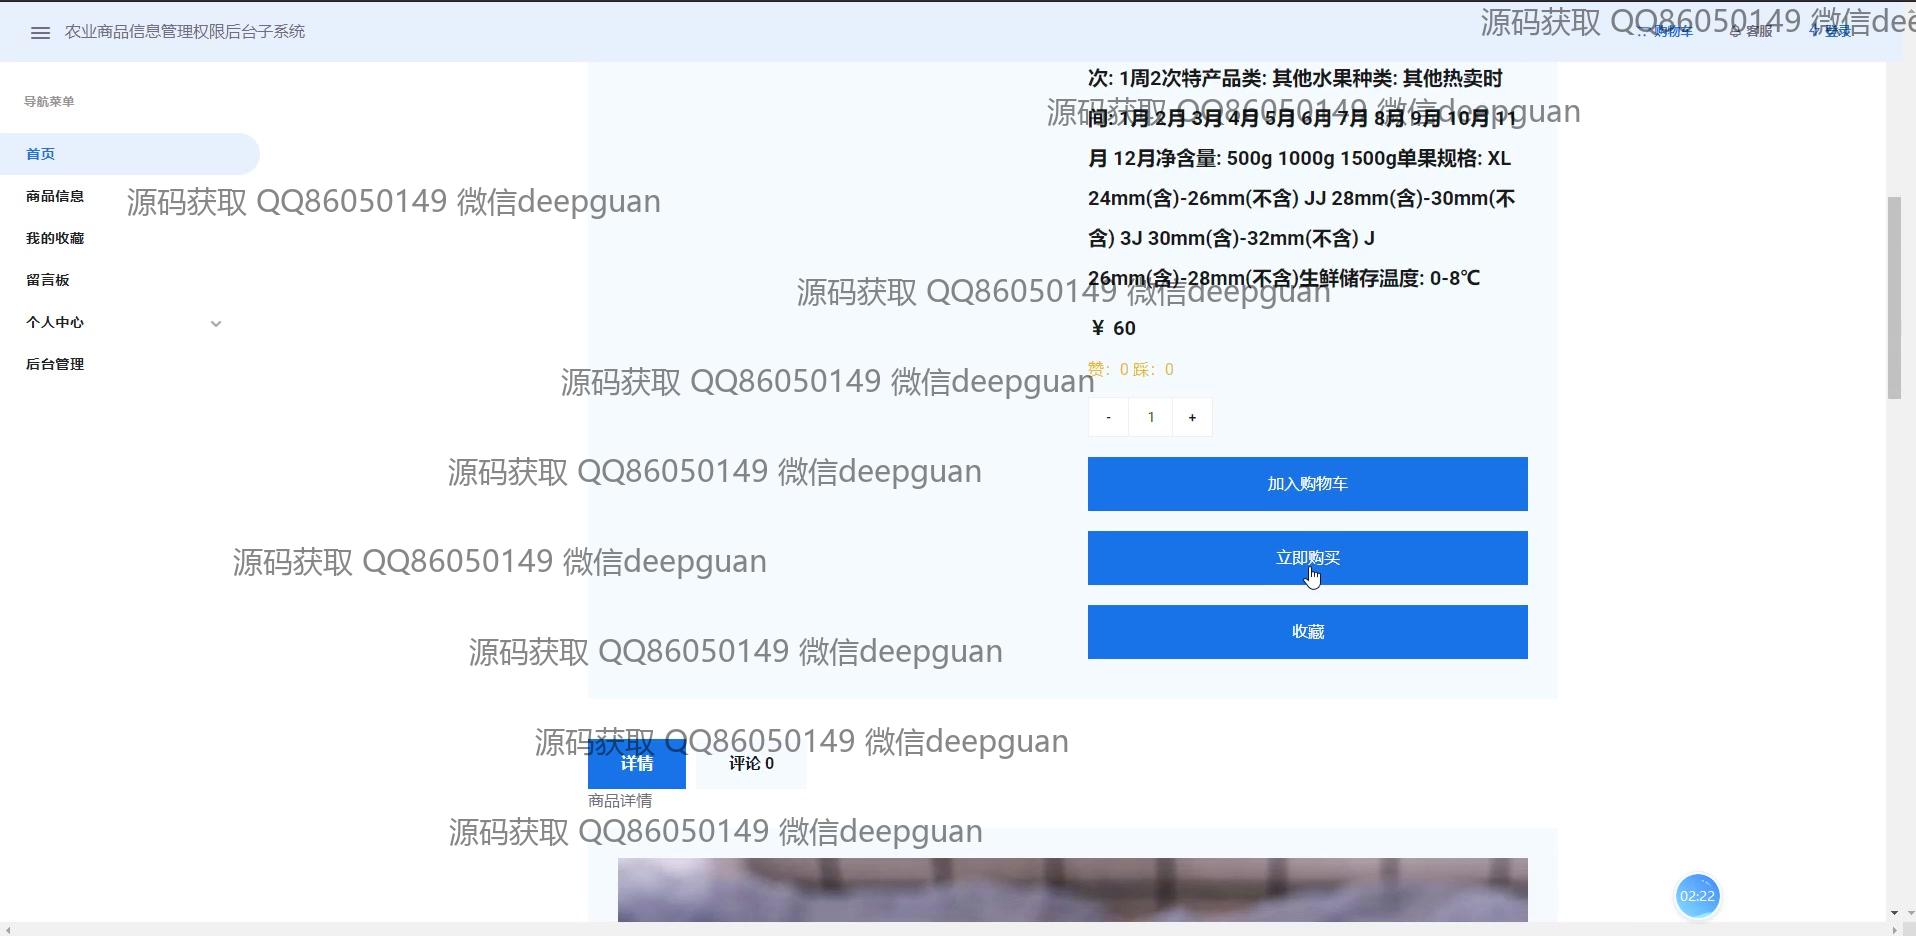 农业商品信息管理权限后台子系统
源码获取 QQ86050149 微信dee
购物车
客服
登录
导航菜单
首页
商品信息
我的收藏
留言板
个人中心
后台管理
次: 1周2次特产品类: 其他水果种类: 其他热卖时
源码获取 QQ86050149 微信deepguan
间: 1月 2月 3月 4月 5月 6月 7月 8月 9月 10月 11
月 12月净含量: 500g 1000g 1500g单果规格: XL
源码获取 QQ86050149 微信deepguan
24mm(含)-26mm(不含) JJ 28mm(含)-30mm(不
含) 3J 30mm(含)-32mm(不含) J
26mm(含)-28mm(不含)生鲜储存温度: 0-8℃
源码获取 QQ86050149 微信deepguan
¥ 60
赞: 0 踩: 0
源码获取 QQ86050149 微信deepguan
- 1 +
源码获取 QQ86050149 微信deepguan
加入购物车
源码获取 QQ86050149 微信deepguan
立即购买
收藏
源码获取 QQ86050149 微信deepguan
源码获取 QQ86050149 微信deepguan
详情
评论 0
商品详情
源码获取 QQ86050149 微信deepguan
02:22